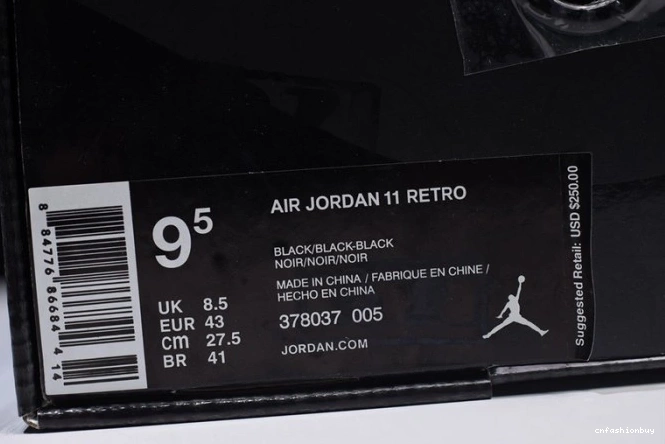 8 84776 86684 4 14
9⁵
AIR JORDAN 11 RETRO
BLACK/BLACK-BLACK
NOIR/NOIR/NOIR
MADE IN CHINA / FABRIQUE EN CHINE /
HECHO EN CHINA
UK 8.5
EUR 43
CM 27.5
BR 41
378037 005
JORDAN.COM
Suggested Retail: USD $250.00
cnfashionbuy